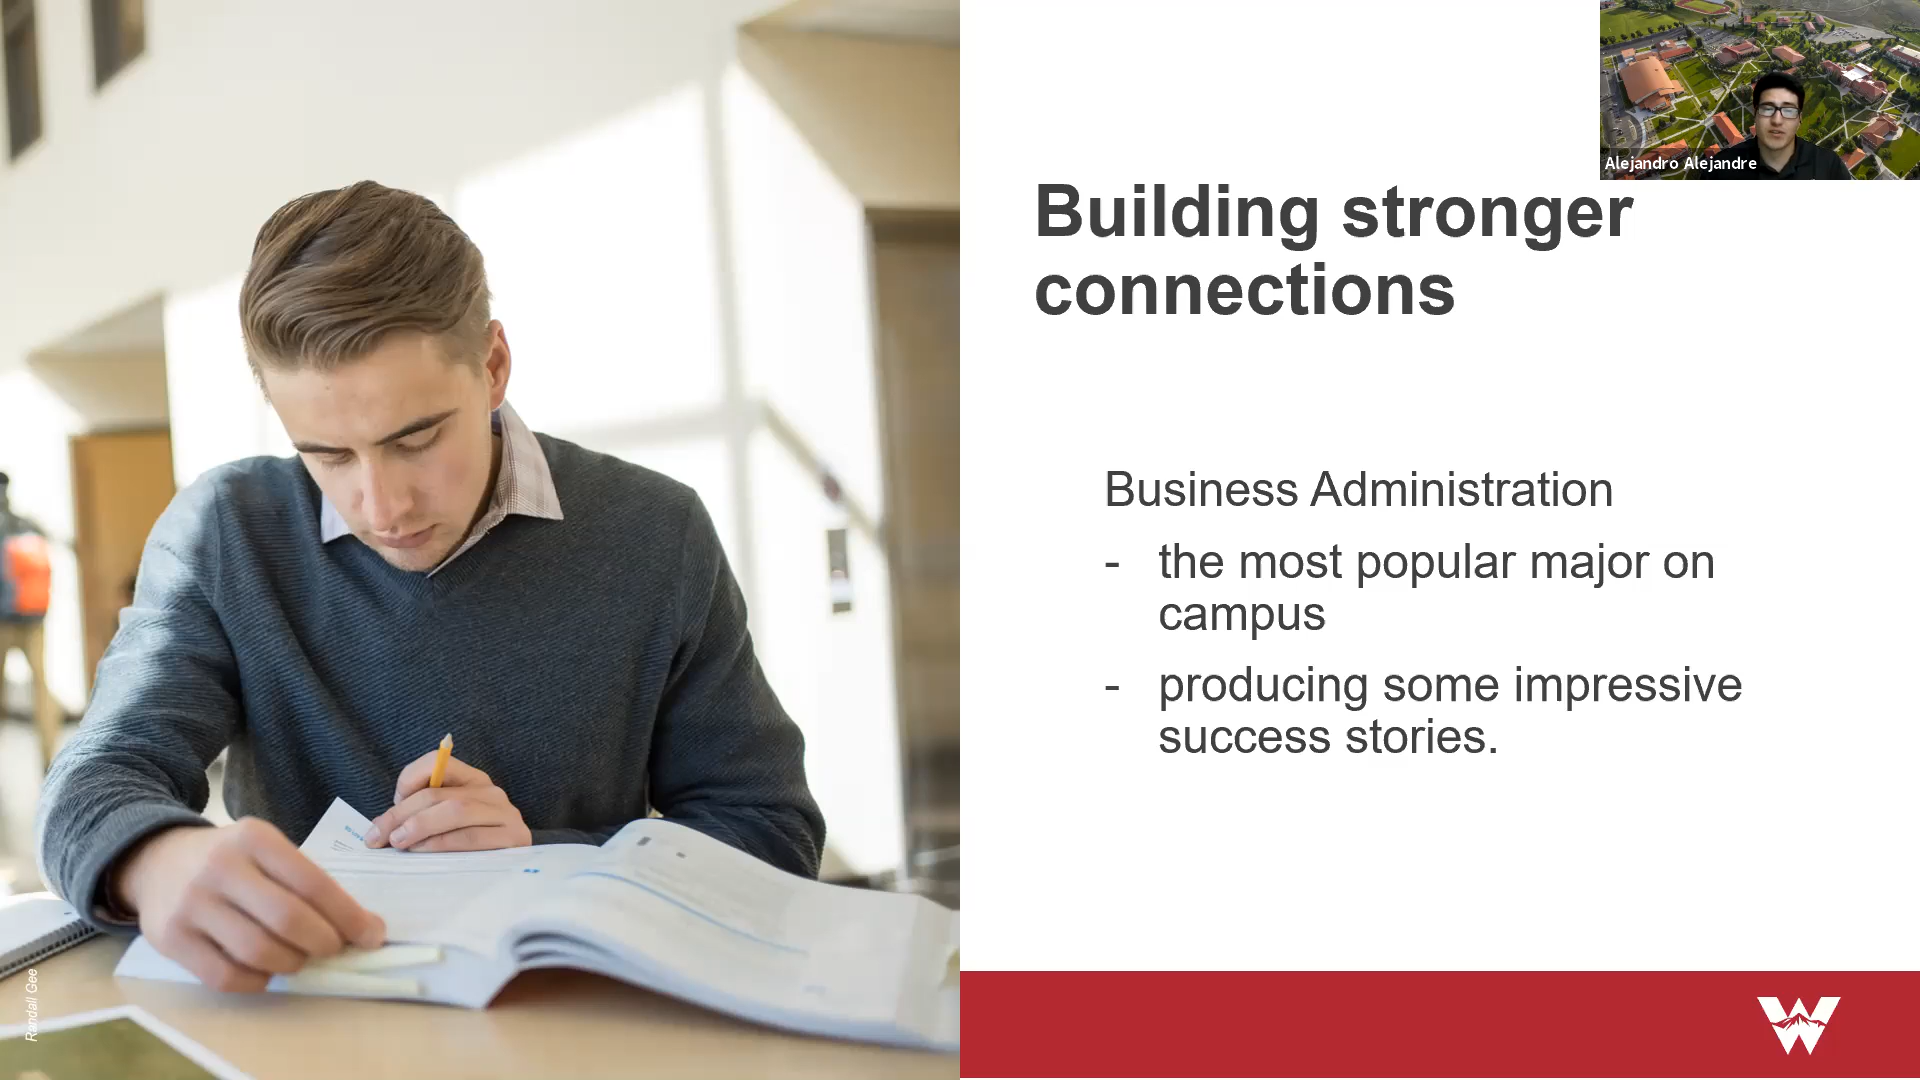 Alejandro Alejandre
Building stronger
connections
Business Administration
- the most popular major on
campus
- producing some impressive
success stories.
Randall Gee
W